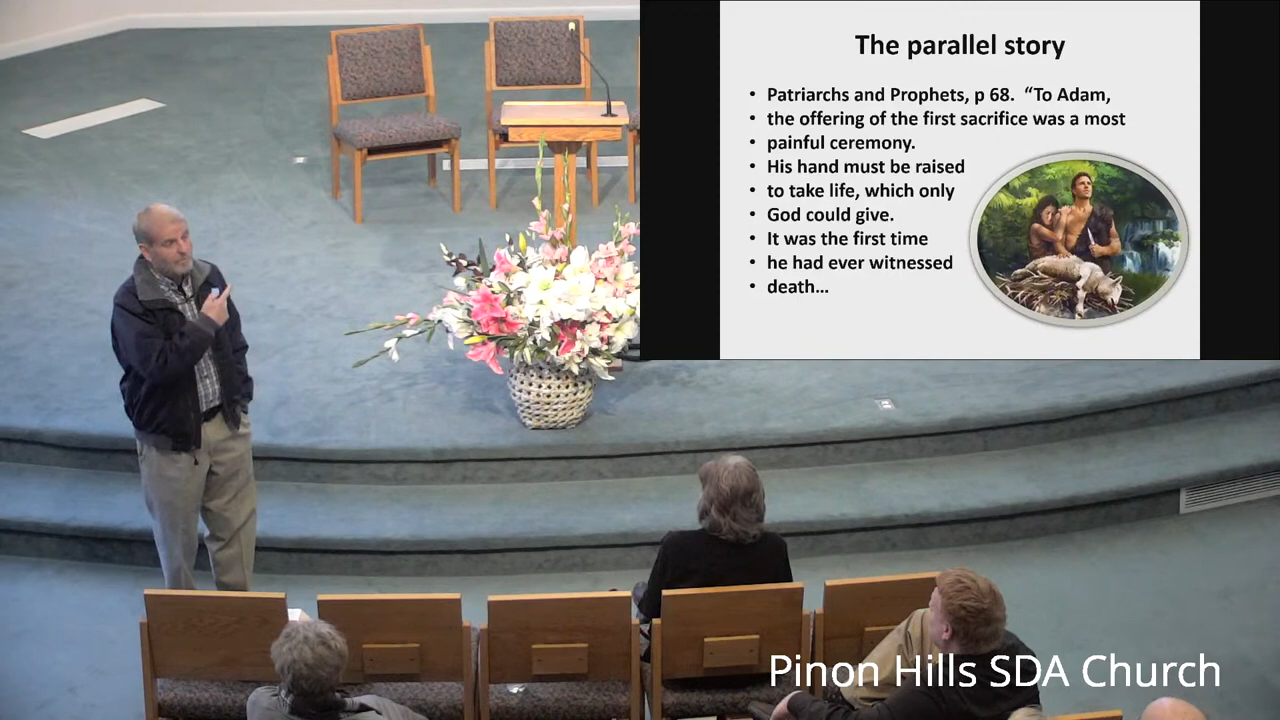 The parallel story
• Patriarchs and Prophets, p 68.  “To Adam,
• the offering of the first sacrifice was a most
• painful ceremony.
• His hand must be raised
• to take life, which only
• God could give.
• It was the first time
• he had ever witnessed
• death…
Pinon Hills SDA Church